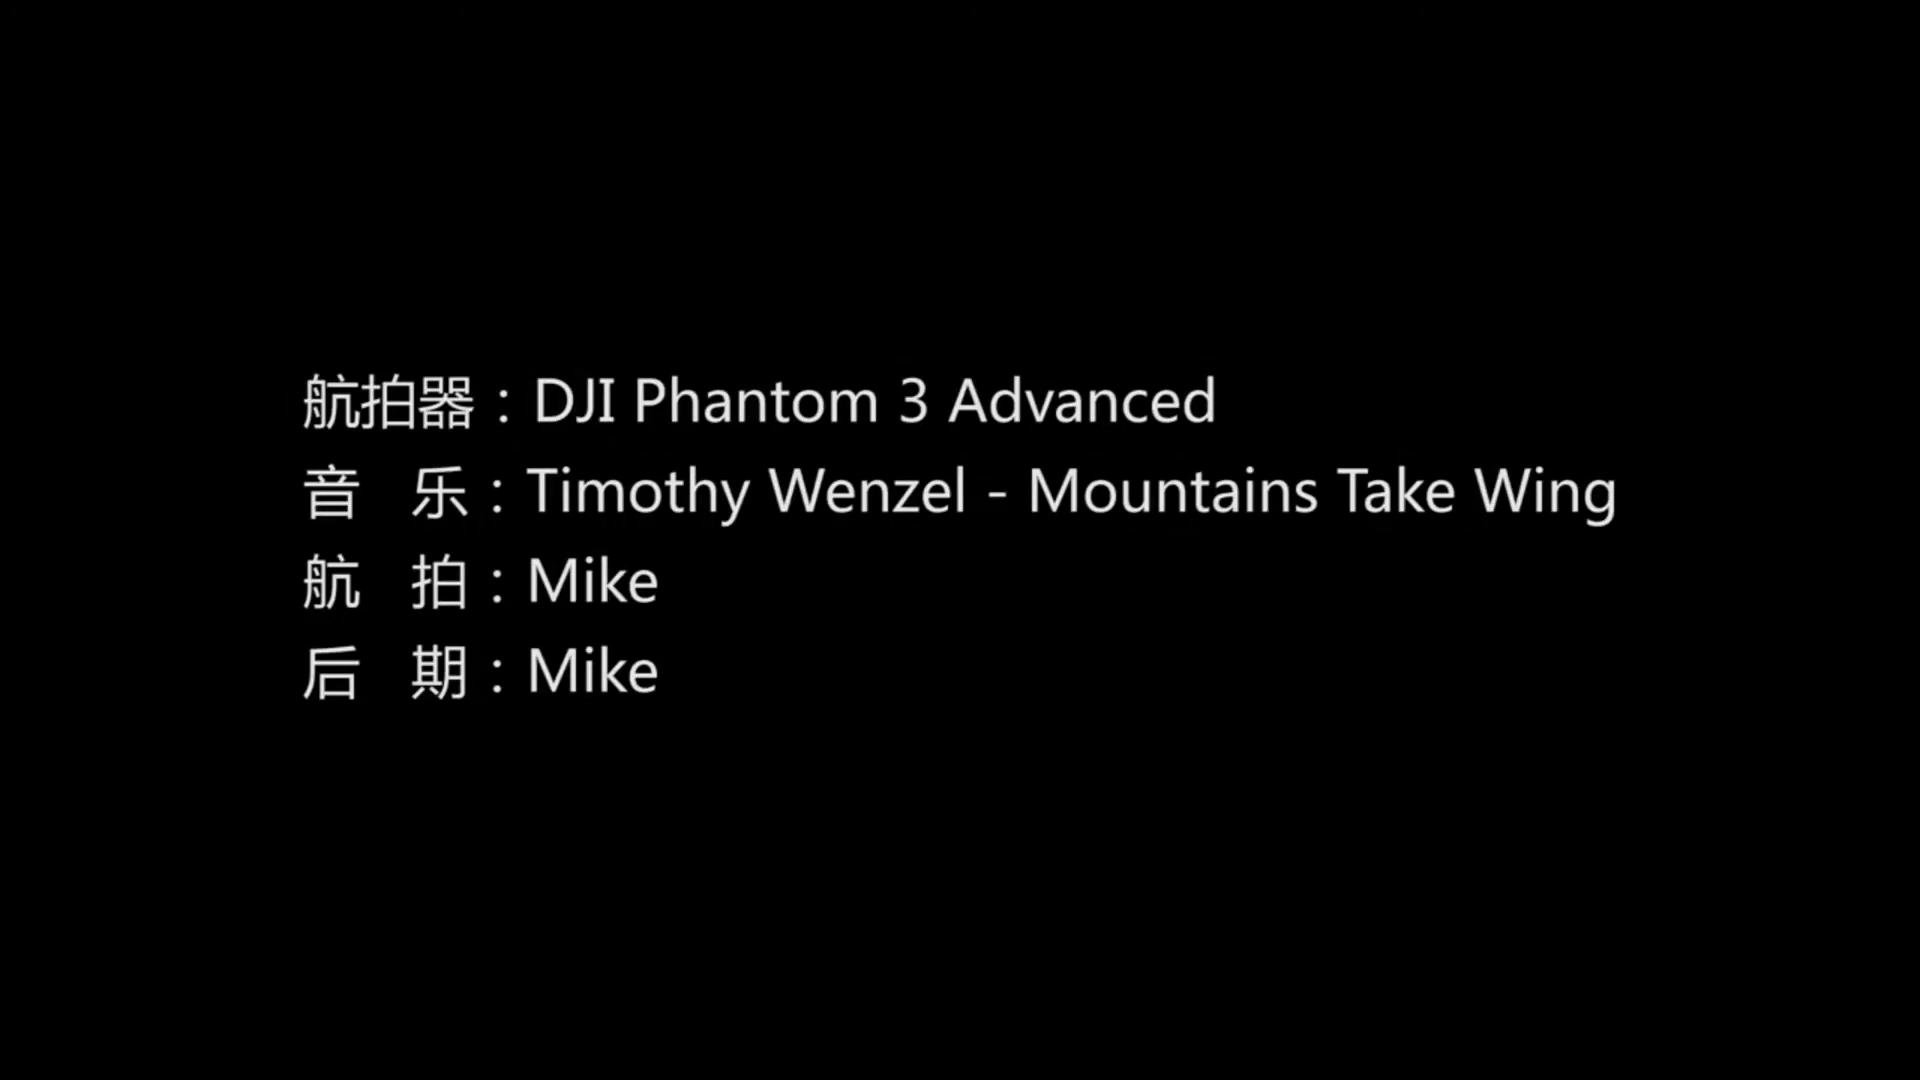 航拍器：DJI Phantom 3 Advanced
音 乐：Timothy Wenzel - Mountains Take Wing
航 拍：Mike
后 期：Mike